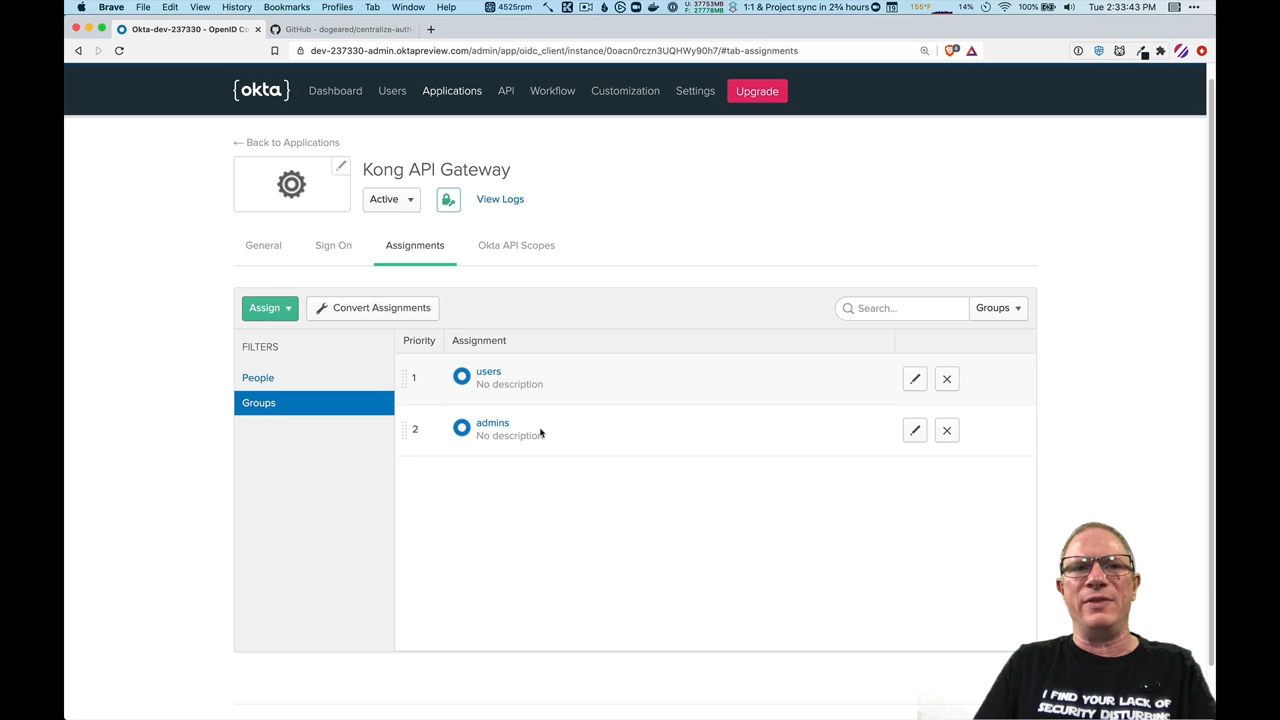 Brave File Edit View History Bookmarks Profiles Tab Window Help
4525rpm
U: 37753MB
F: 27778MB
1:1 & Project sync in 2¾ hours
155°F
14%
100%
Tue 2:33:43 PM
Okta-dev-237330 - OpenID Co
GitHub - dogeared/centralize-auth
dev-237330-admin.oktapreview.com/admin/app/oidc_client/instance/0oacn0rczn3UQHWy90h7/#tab-assignments
okta
Dashboard
Users
Applications
API
Workflow
Customization
Settings
Upgrade
← Back to Applications
Kong API Gateway
Active
View Logs
General
Sign On
Assignments
Okta API Scopes
Assign
Convert Assignments
Search...
Groups
FILTERS
Priority
Assignment
People
Groups
1
users
No description
2
admins
No description
I FIND YOUR LACK OF
SECURITY DISTURBING